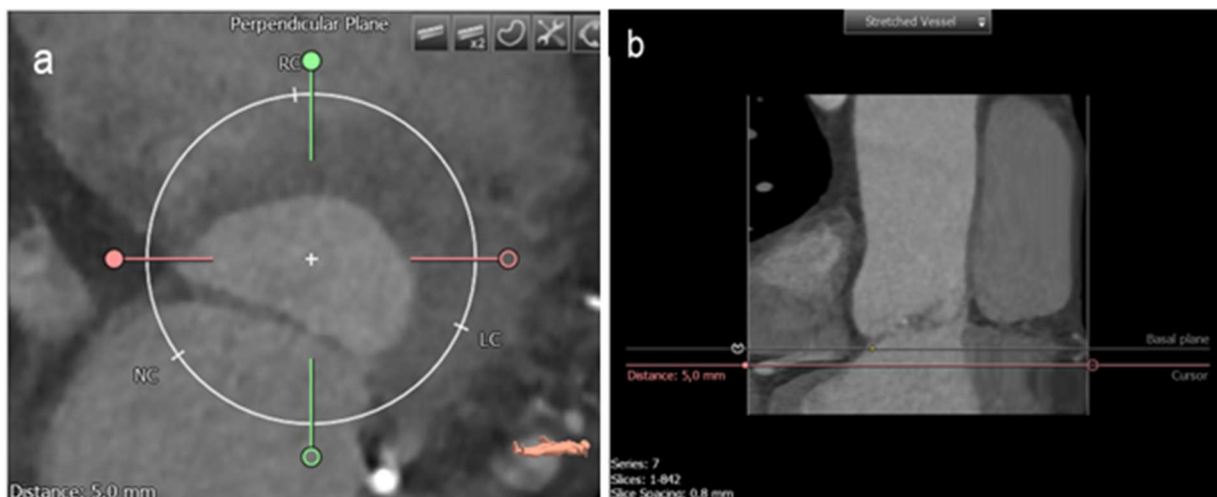 a
Perpendicular Plane
x2
RC
LC
NC
Distance: 5.0 mm
b
Stretched Vessel
Basal plane
Distance: 5,0 mm
Cursor
Series: 7
Slices: 1-842
Slice Spacing: 0.8 mm